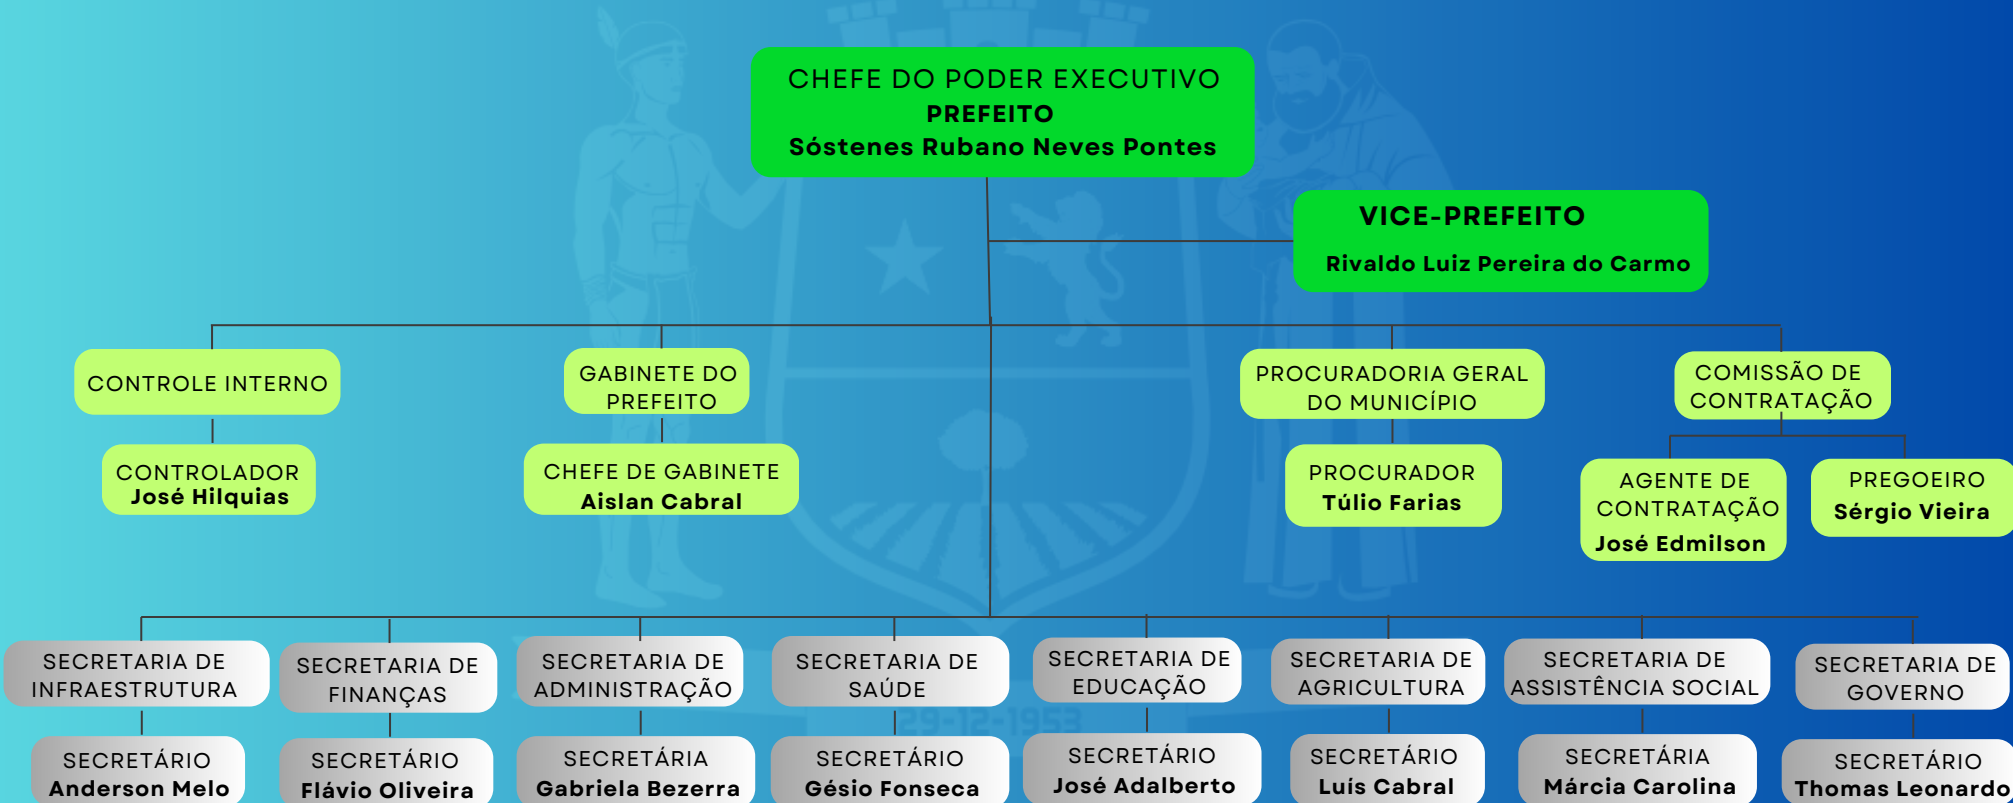 CHEFE DO PODER EXECUTIVO
PREFEITO
Sóstenes Rubano Neves Pontes
VICE-PREFEITO
Rivaldo Luiz Pereira do Carmo
CONTROLE INTERNO
CONTROLADOR
José Hilquias
GABINETE DO
PREFEITO
CHEFE DE GABINETE
Aislan Cabral
PROCURADORIA GERAL
DO MUNICÍPIO
PROCURADOR
Túlio Farias
COMISSÃO DE
CONTRATAÇÃO
AGENTE DE
CONTRATAÇÃO
José Edmilson
PREGOEIRO
Sérgio Vieira
SECRETARIA DE
INFRAESTRUTURA
SECRETÁRIO
Anderson Melo
SECRETARIA DE
FINANÇAS
SECRETÁRIO
Flávio Oliveira
SECRETARIA DE
ADMINISTRAÇÃO
SECRETÁRIA
Gabriela Bezerra
SECRETARIA DE
SAÚDE
SECRETÁRIO
Gésio Fonseca
SECRETARIA DE
EDUCAÇÃO
SECRETÁRIO
José Adalberto
SECRETARIA DE
AGRICULTURA
SECRETÁRIO
Luís Cabral
SECRETARIA DE
ASSISTÊNCIA SOCIAL
SECRETÁRIA
Márcia Carolina
SECRETARIA DE
GOVERNO
SECRETÁRIO
Thomas Leonardo
29-12-1953